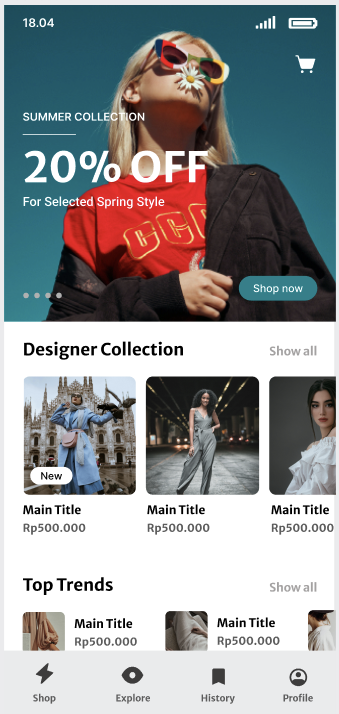 18.04
SUMMER COLLECTION
20% OFF
For Selected Spring Style
Shop now
Designer Collection
Show all
New
Main Title
Rp500.000
Main Title
Rp500.000
Main Title
Rp500.000
Top Trends
Show all
Main Title
Rp500.000
Main Title
Rp500.000
Shop
Explore
History
Profile